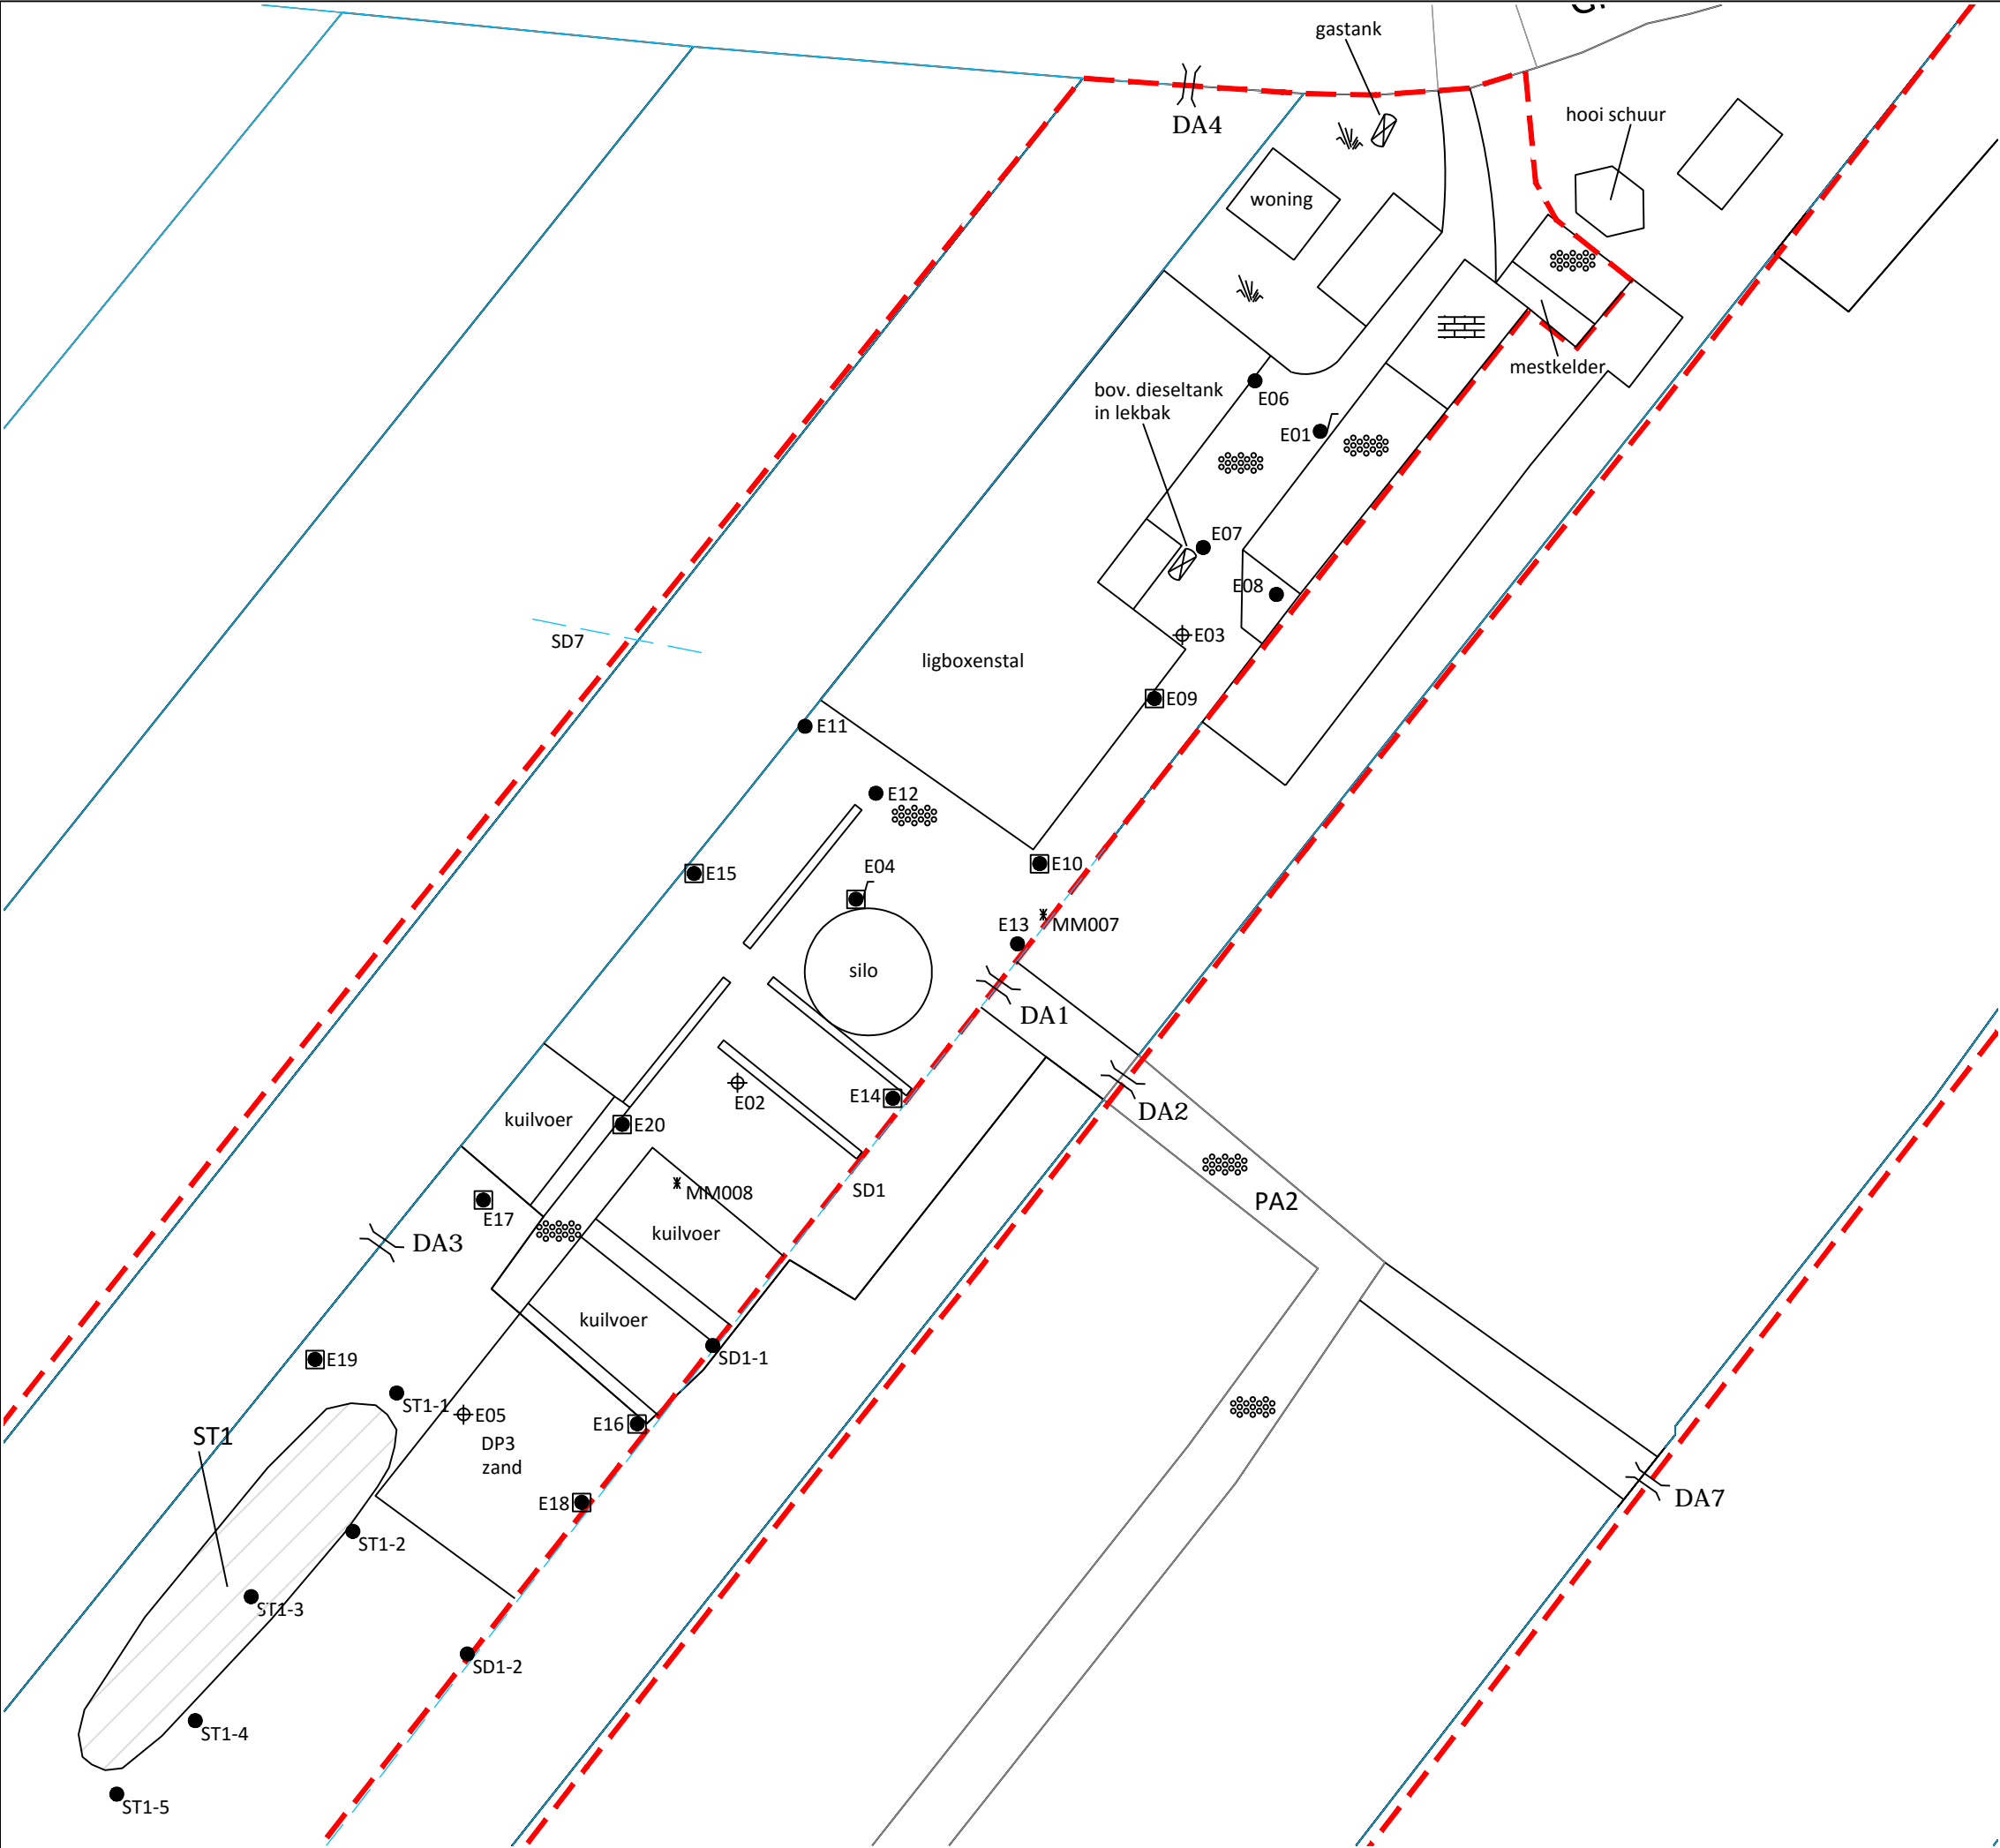 gastank
DA4
hooi schuur
woning
mestkelder
bov. dieseltank
in lekbak
E06
E01
E07
E08
E03
SD7
ligboxenstal
E09
E11
E12
E10
E15
E04
E13
MM007
silo
DA1
E02
E14
DA2
kuilvoer
E20
MM008
SD1
PA2
E17
kuilvoer
DA3
kuilvoer
SD1-1
E19
ST1-1
E05
E16
ST1
DP3
zand
E18
DA7
ST1-2
ST1-3
SD1-2
ST1-4
ST1-5